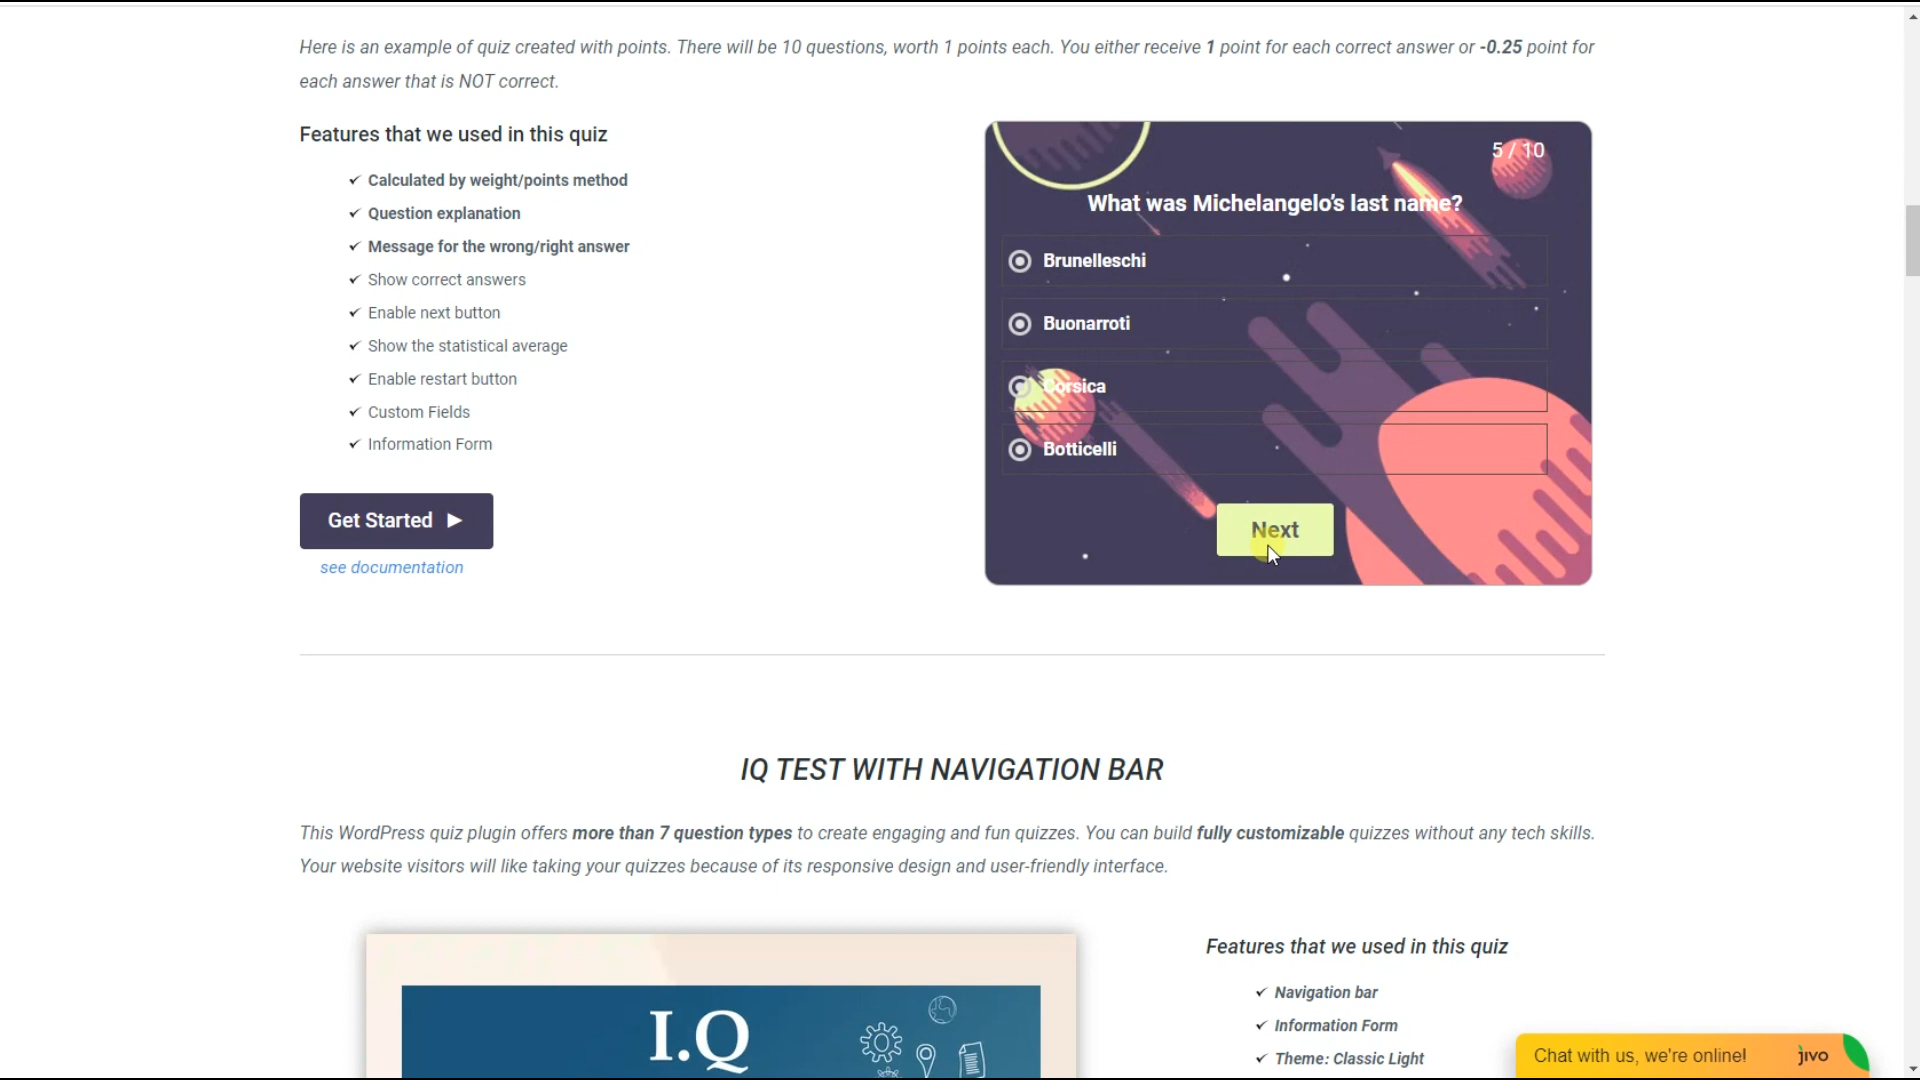 Here is an example of quiz created with points. There will be 10 questions, worth 1 points each. You either receive 1 point for each correct answer or -0.25 point for
each answer that is NOT correct.
Features that we used in this quiz
Calculated by weight/points method
Question explanation
Message for the wrong/right answer
Show correct answers
Enable next button
Show the statistical average
Enable restart button
Custom Fields
Information Form
Get Started
see documentation
5 / 10
What was Michelangelo's last name?
Brunelleschi
Buonarroti
Corsica
Botticelli
Next
IQ TEST WITH NAVIGATION BAR
This WordPress quiz plugin offers more than 7 question types to create engaging and fun quizzes. You can build fully customizable quizzes without any tech skills.
Your website visitors will like taking your quizzes because of its responsive design and user-friendly interface.
I.Q
Features that we used in this quiz
Navigation bar
Information Form
Theme: Classic Light
Chat with us, we're online!
jivo